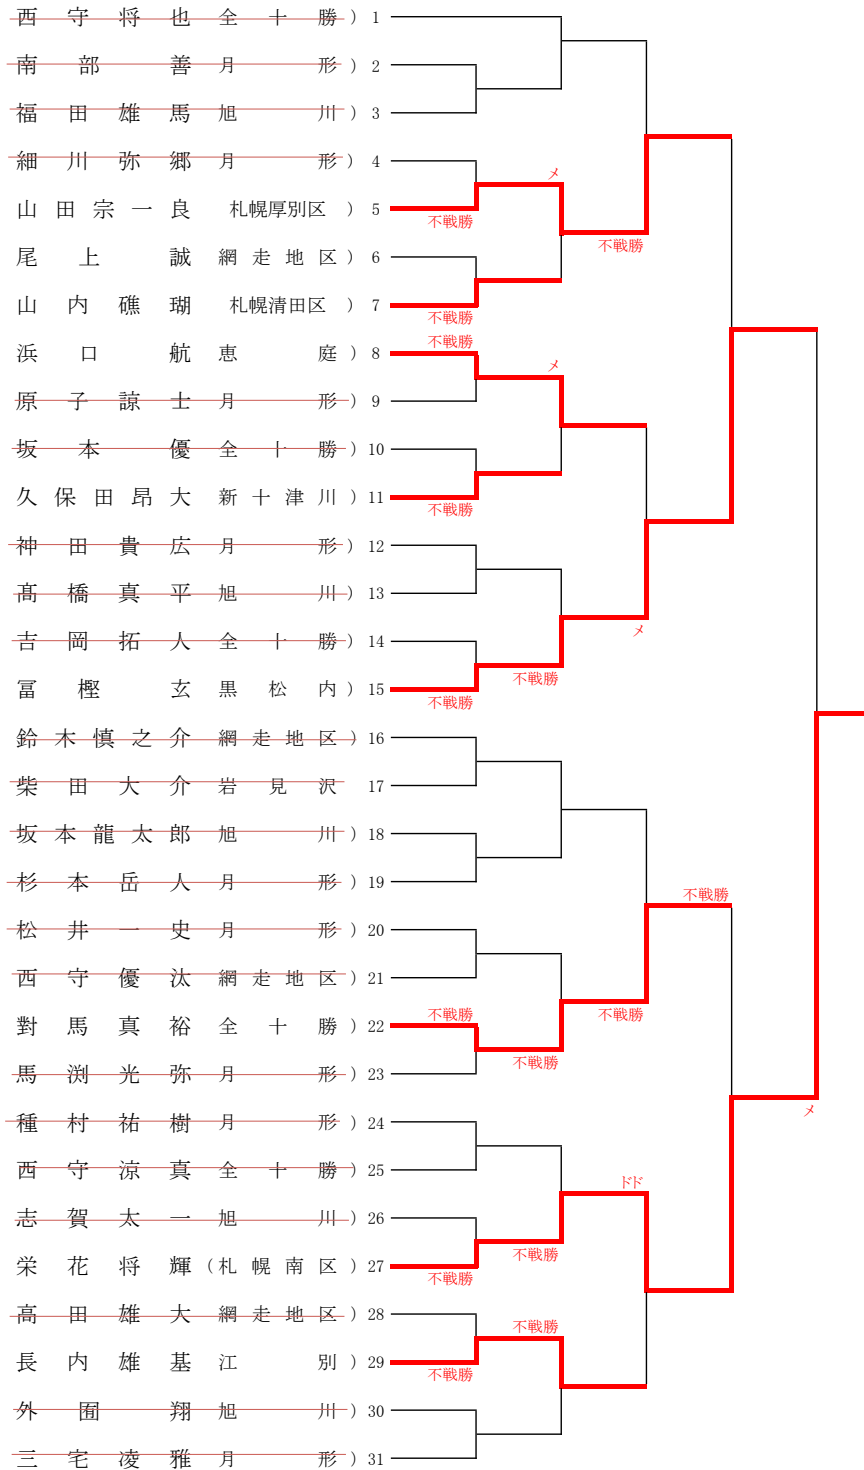 西守将也 全十勝 ) 1
南部善 月形 ) 2
福田雄馬 旭川 ) 3
細川弥郷 月形 ) 4
メ
山田宗一良 札幌厚別区 ) 5
不戦勝
不戦勝
尾上誠 網走地区 ) 6
山内礁瑚 札幌清田区 ) 7
不戦勝
不戦勝
浜口航 恵庭 ) 8
メ
原子諒士 月形 ) 9
坂本優 全十勝 ) 10
久保田昂大 新十津川 ) 11
不戦勝
神田貴広 月形 ) 12
髙橋真平 旭川 ) 13
メ
吉岡拓人 全十勝 ) 14
不戦勝
冨樫玄 黒松内 ) 15
不戦勝
鈴木慎之介 網走地区 ) 16
柴田大介 岩見沢 17
坂本龍太郎 旭川 ) 18
杉本岳人 月形 ) 19
不戦勝
松井一史 月形 ) 20
西守優汰 網走地区 ) 21
不戦勝
不戦勝
對馬真裕 全十勝 ) 22
不戦勝
馬渕光弥 月形 ) 23
メ
種村祐樹 月形 ) 24
西守涼真 全十勝 ) 25
ドド
志賀太一 旭川 ) 26
不戦勝
栄花将輝 ( 札幌南区 ) 27
不戦勝
高田雄大 網走地区 ) 28
不戦勝
長内雄基 江別 ) 29
不戦勝
外囿翔 旭川 ) 30
三宅凌雅 月形 ) 31